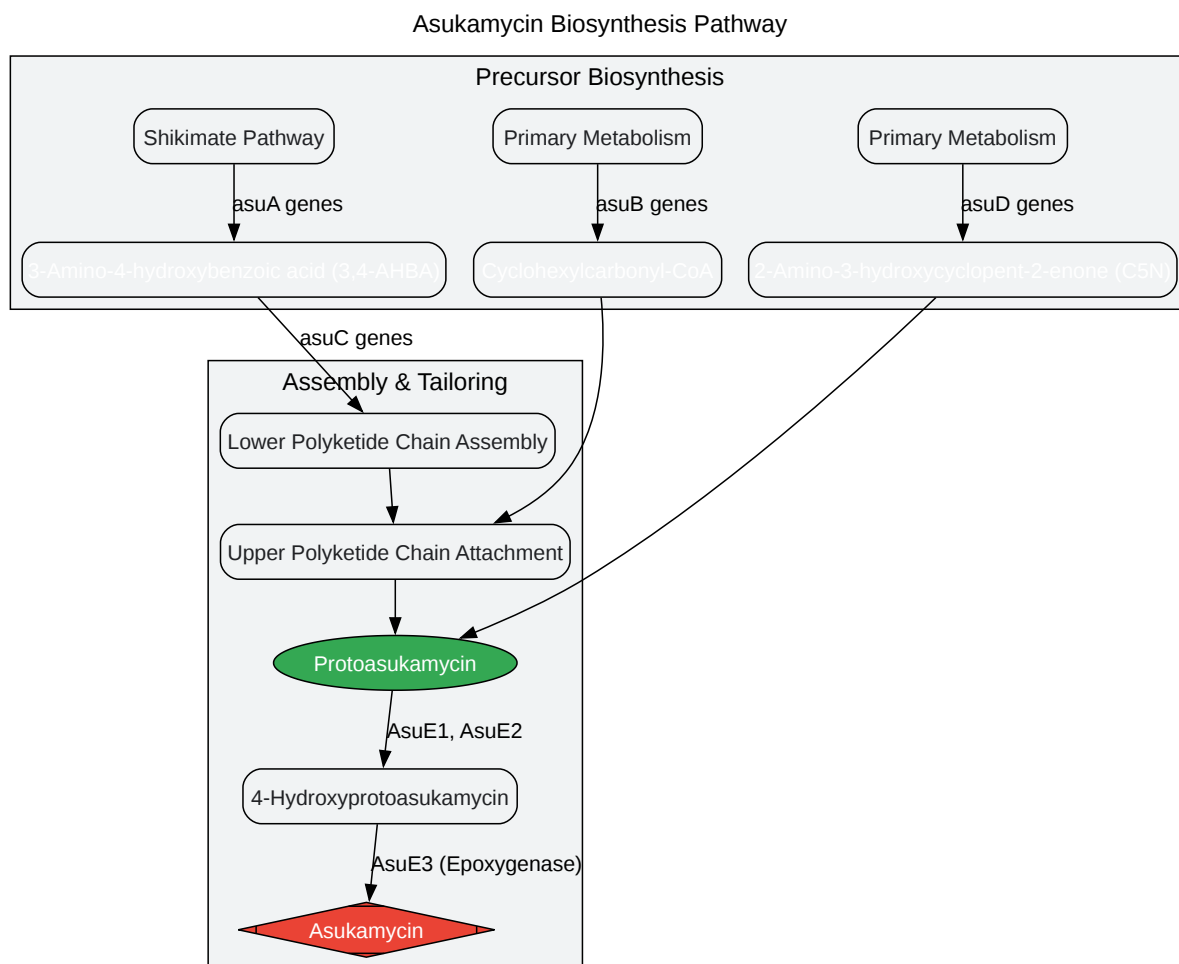 Asukamycin Biosynthesis Pathway
Precursor Biosynthesis
Shikimate Pathway
Primary Metabolism
Primary Metabolism
asuA genes
asuB genes
asuD genes
3-Amino-4-hydroxybenzoic acid (3,4-AHBA)
Cyclohexylcarbonyl-CoA
2-Amino-3-hydroxycyclopent-2-enone (C5N)
asuC genes
Assembly & Tailoring
Lower Polyketide Chain Assembly
Upper Polyketide Chain Attachment
Protoasukamycin
AsuE1, AsuE2
4-Hydroxyprotoasukamycin
AsuE3 (Epoxygenase)
Asukamycin